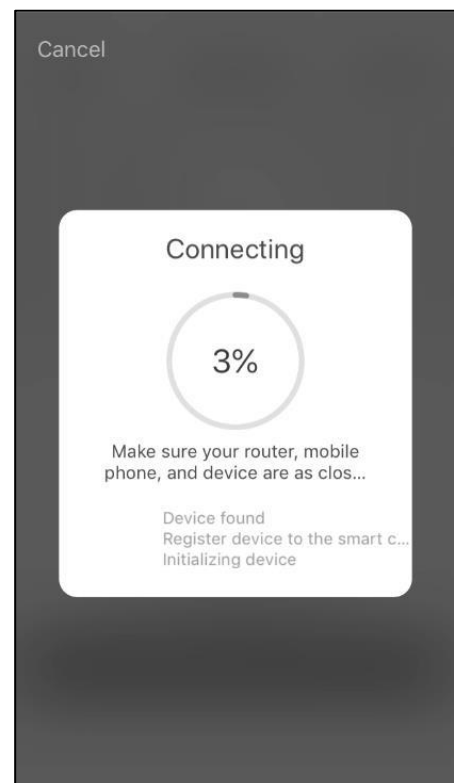 Cancel
Connecting
3%
Make sure your router, mobile
phone, and device are as clos...
Device found
Register device to the smart c...
Initializing device